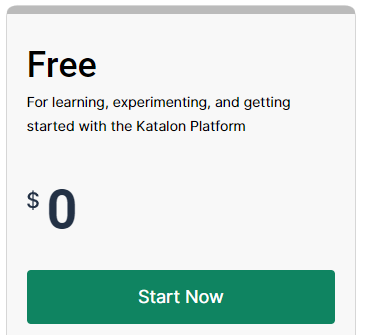 Free
For learning, experimenting, and getting
started with the Katalon Platform
$ 0
Start Now